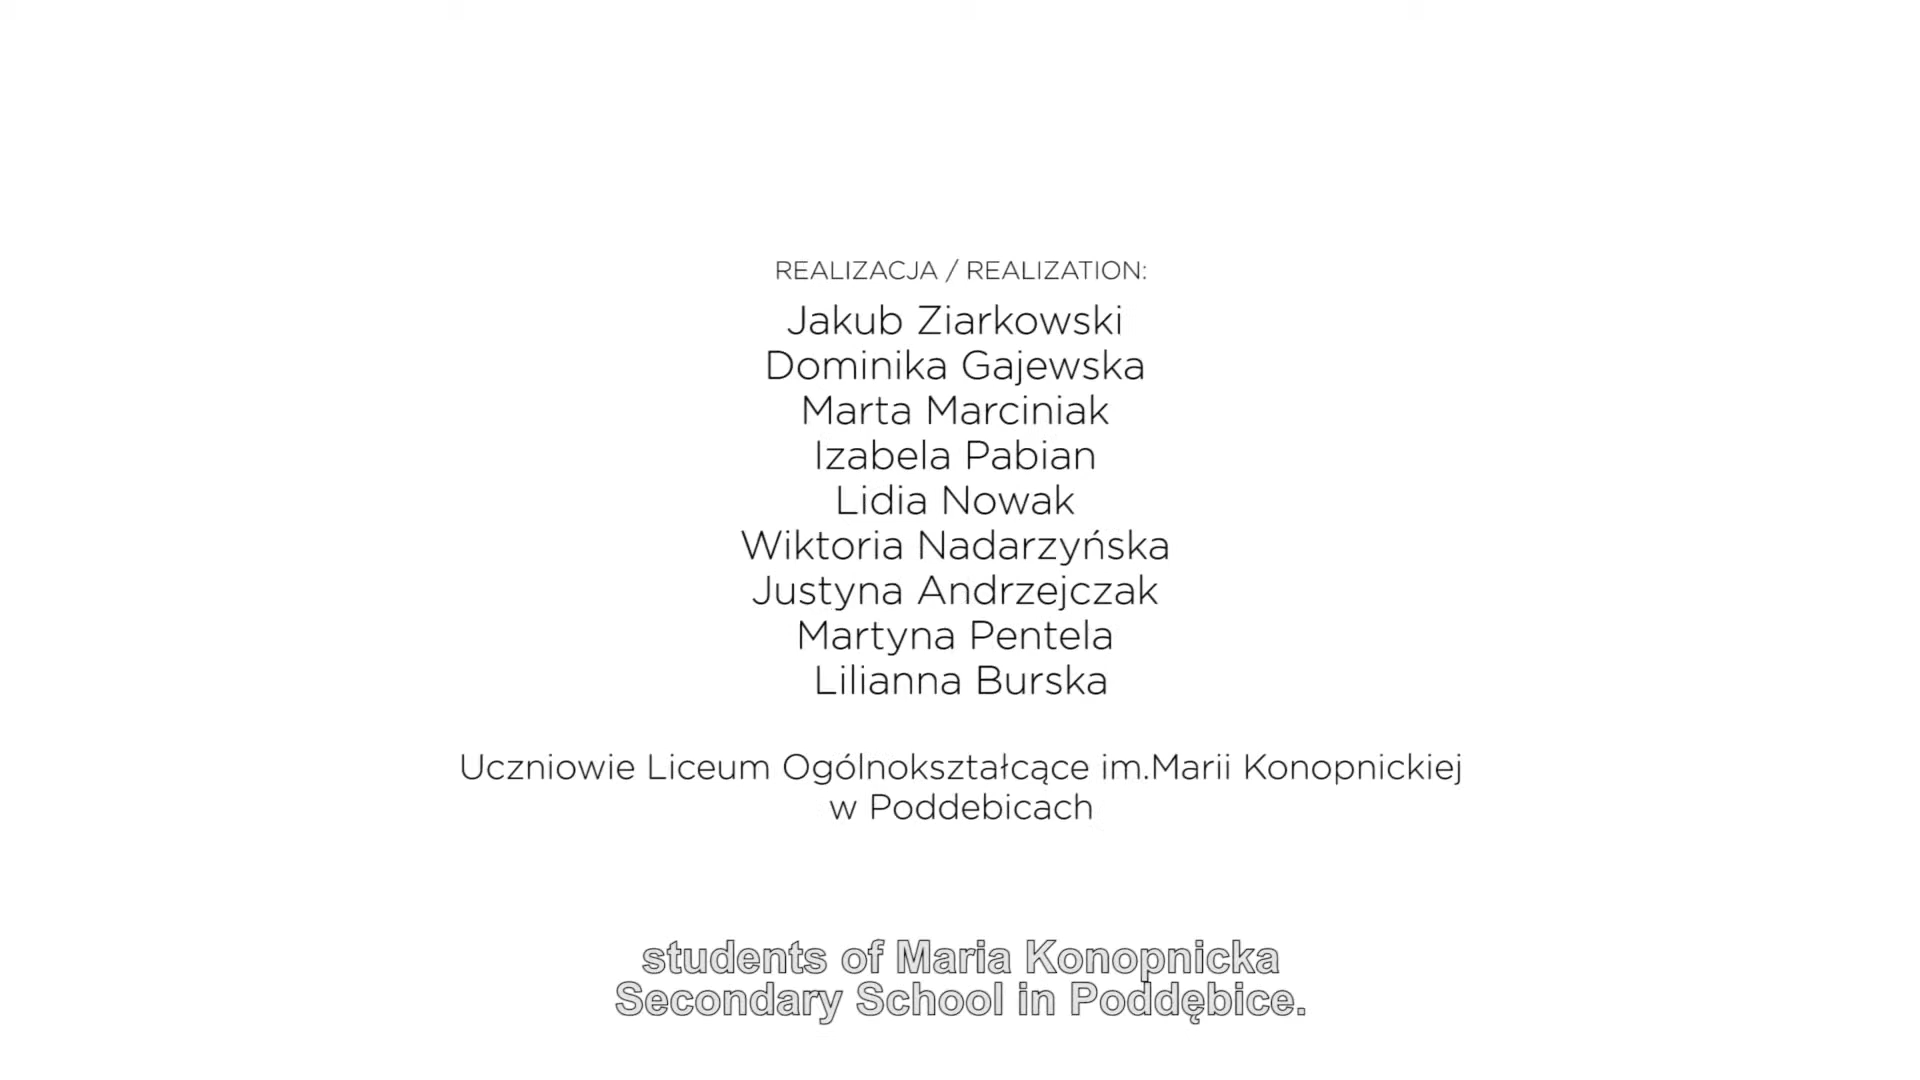 REALIZACJA / REALIZATION:
Jakub Ziarkowski
Dominika Gajewska
Marta Marciniak
Izabela Pabian
Lidia Nowak
Wiktoria Nadarzyńska
Justyna Andrzejczak
Martyna Pentela
Lilianna Burska
Uczniowie Liceum Ogólnokształcące im.Marii Konopnickiej
w Poddebicach
students of Maria Konopnicka
Secondary School in Poddębice.